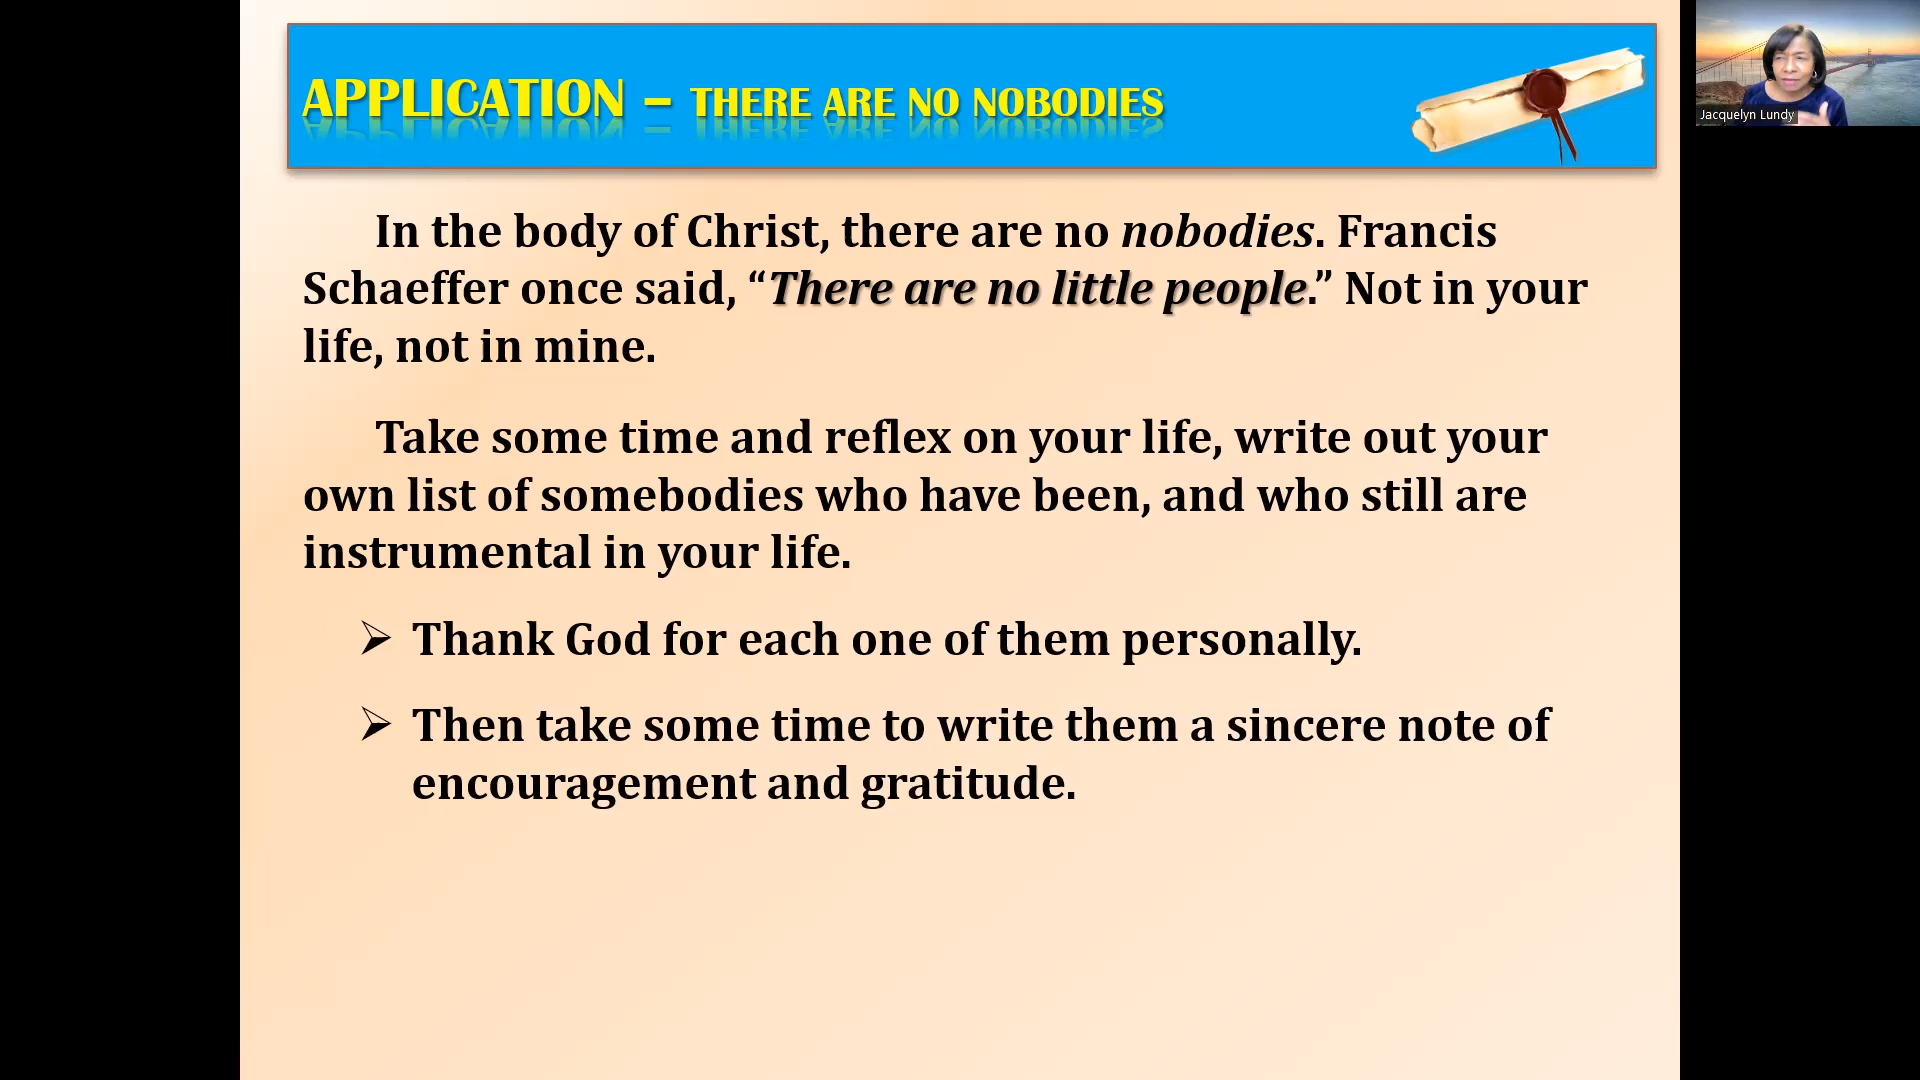 APPLICATION – THERE ARE NO NOBODIES
Jacquelyn Lundy
In the body of Christ, there are no nobodies. Francis
Schaeffer once said, “There are no little people.” Not in your
life, not in mine.
Take some time and reflex on your life, write out your
own list of somebodies who have been, and who still are
instrumental in your life.
➢ Thank God for each one of them personally.
➢ Then take some time to write them a sincere note of
encouragement and gratitude.